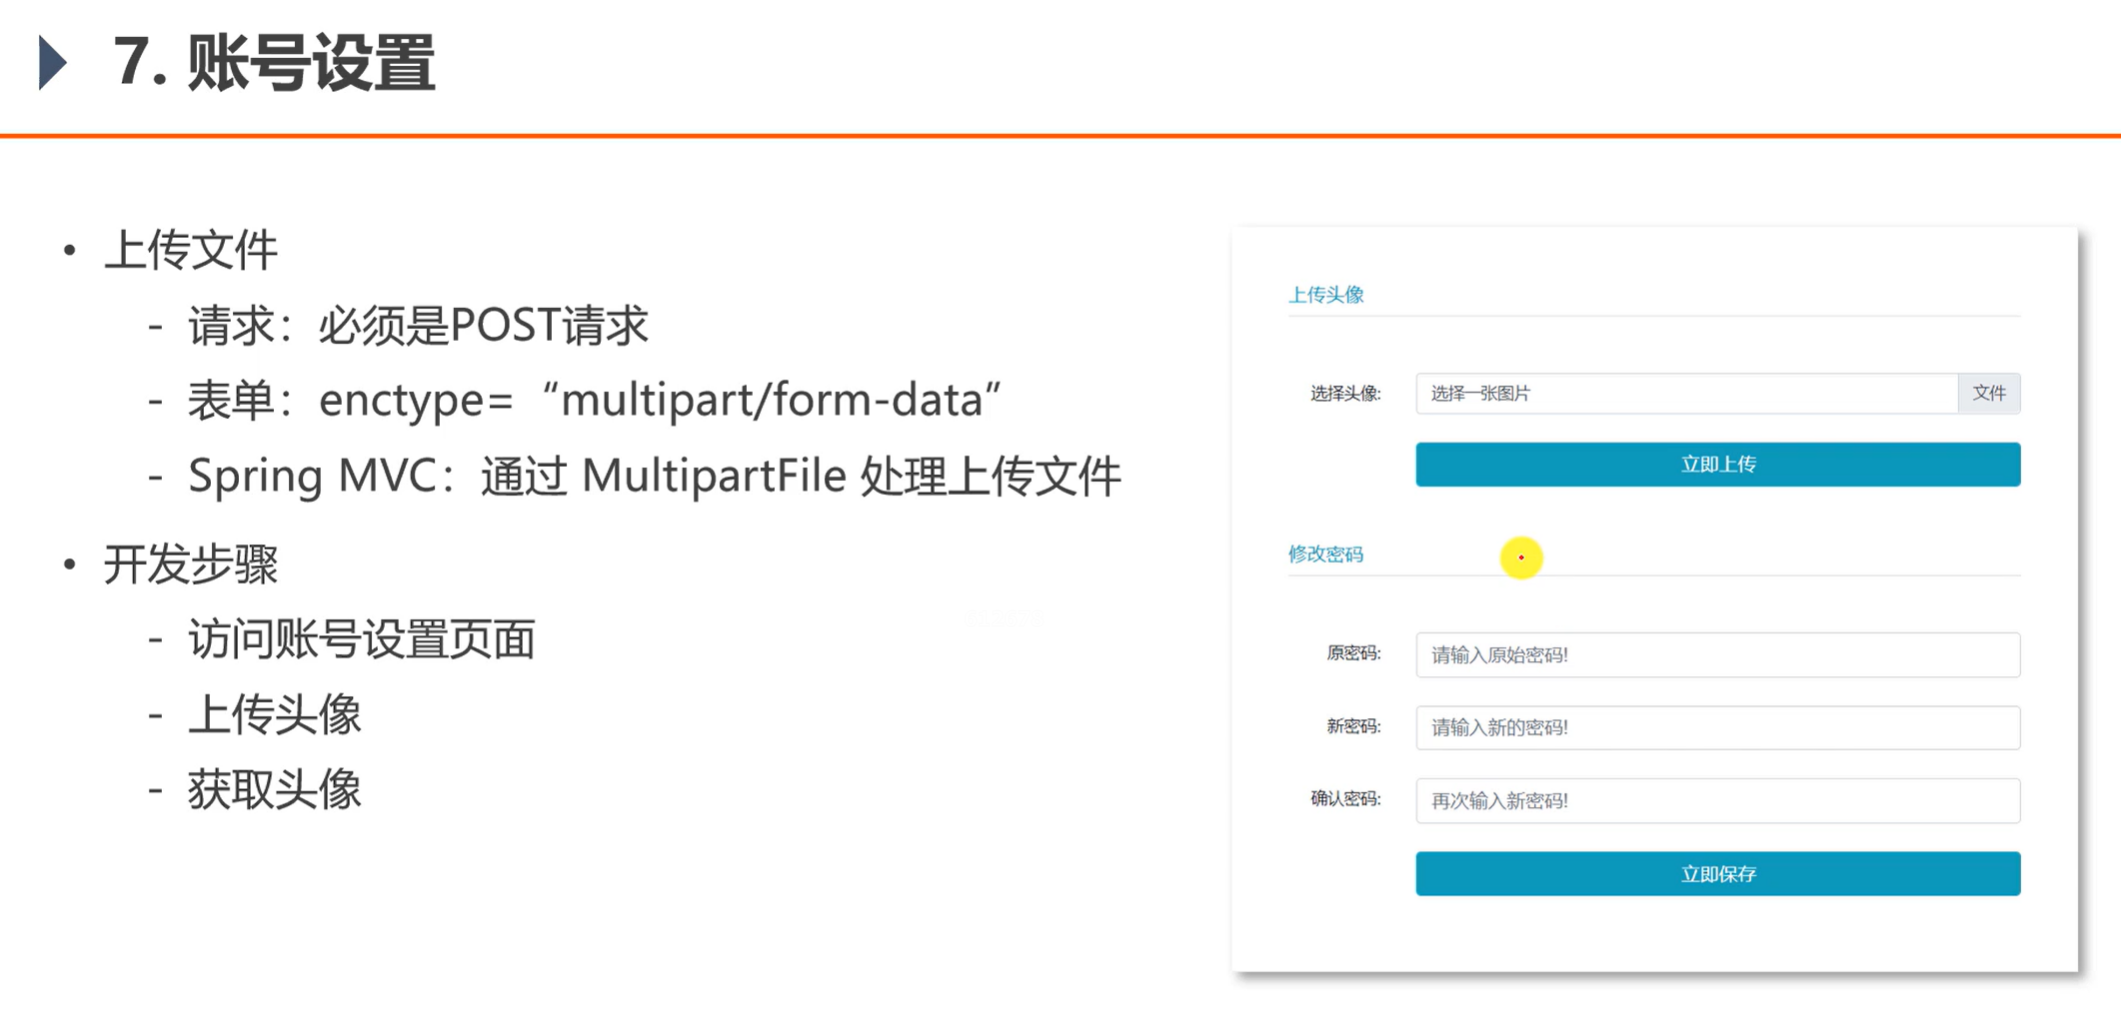 7. 账号设置
• 上传文件
- 请求：必须是POST请求
- 表单：enctype= “multipart/form-data”
- Spring MVC：通过 MultipartFile 处理上传文件
• 开发步骤
- 访问账号设置页面
- 上传头像
- 获取头像
上传头像
选择头像: 选择一张图片 文件
立即上传
修改密码
原密码: 请输入原始密码!
新密码: 请输入新的密码!
确认密码: 再次输入新密码!
立即保存